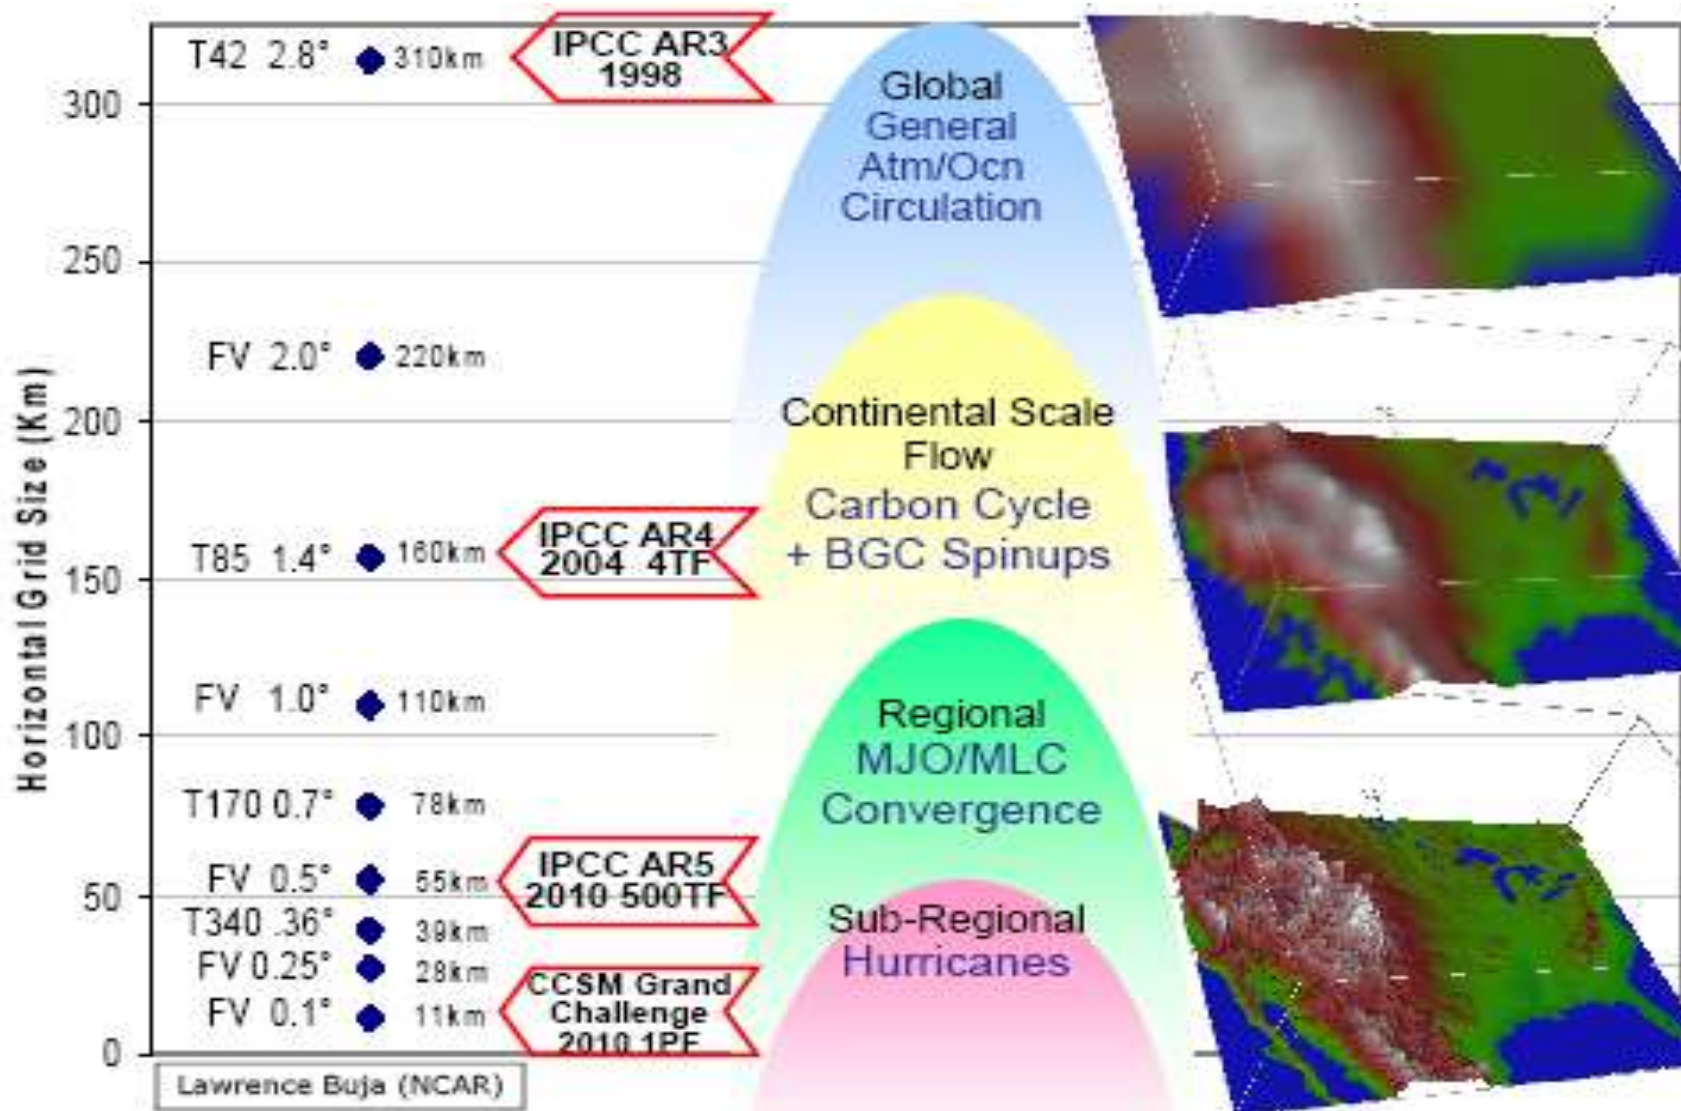 T42 2.8° 310km
IPCC AR3
1998
300
250
FV 2.0° 220km
200
T85 1.4° 160km
IPCC AR4
2004 4TF
150
FV 1.0° 110km
100
T170 0.7° 78km
FV 0.5° 55km
IPCC AR5
2010 500TF
50
T340 .36° 39km
FV 0.25° 28km
FV 0.1° 11km
CCSM Grand
Challenge
2010 1PF
0
Horizontal Grid Size (Km)
Global
General
Atm/Ocn
Circulation
Continental Scale
Flow
Carbon Cycle
+ BGC Spinups
Regional
MJO/MLC
Convergence
Sub-Regional
Hurricanes
Lawrence Buja (NCAR)